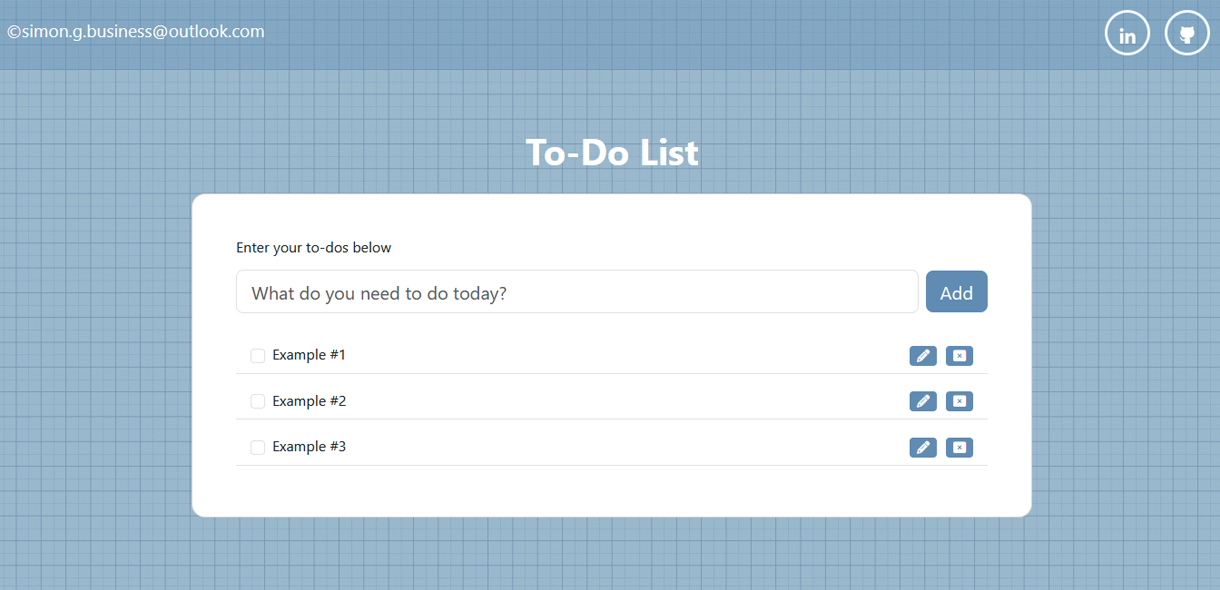 ©simon.g.business@outlook.com
in
To-Do List
Enter your to-dos below
What do you need to do today?
Add
Example #1
Example #2
Example #3